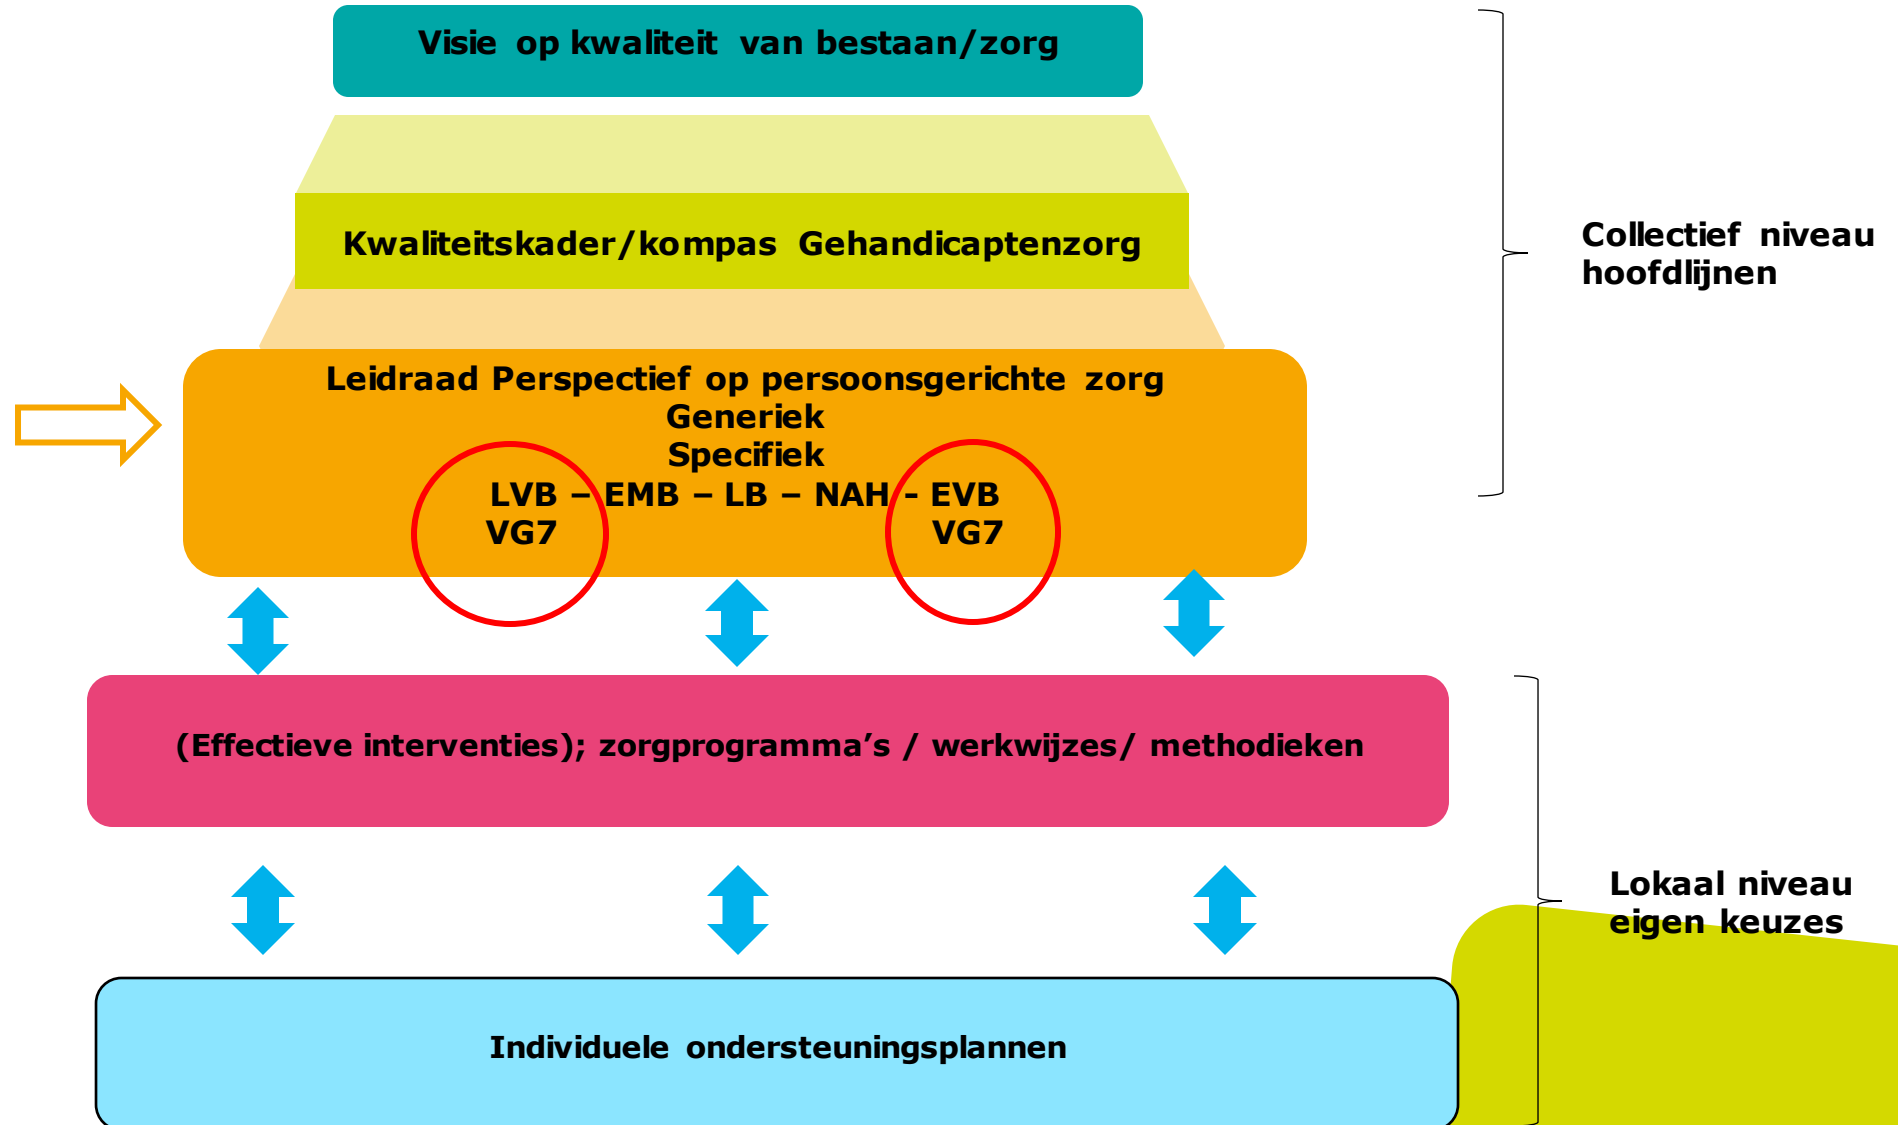 Visie op kwaliteit van bestaan/zorg
Kwaliteitskader/kompas Gehandicaptenzorg
Collectief niveau
hoofdlijnen
Leidraad Perspectief op persoonsgerichte zorg
Generiek
Specifiek
LVB – EMB – LB – NAH - EVB
VG7 VG7
(Effectieve interventies); zorgprogramma’s / werkwijzes/ methodieken
Lokaal niveau
eigen keuzes
Individuele ondersteuningsplannen